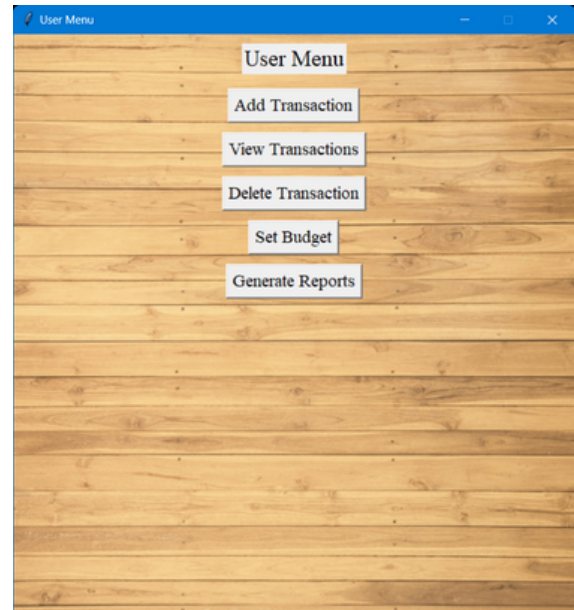 User Menu
User Menu
Add Transaction
View Transactions
Delete Transaction
Set Budget
Generate Reports